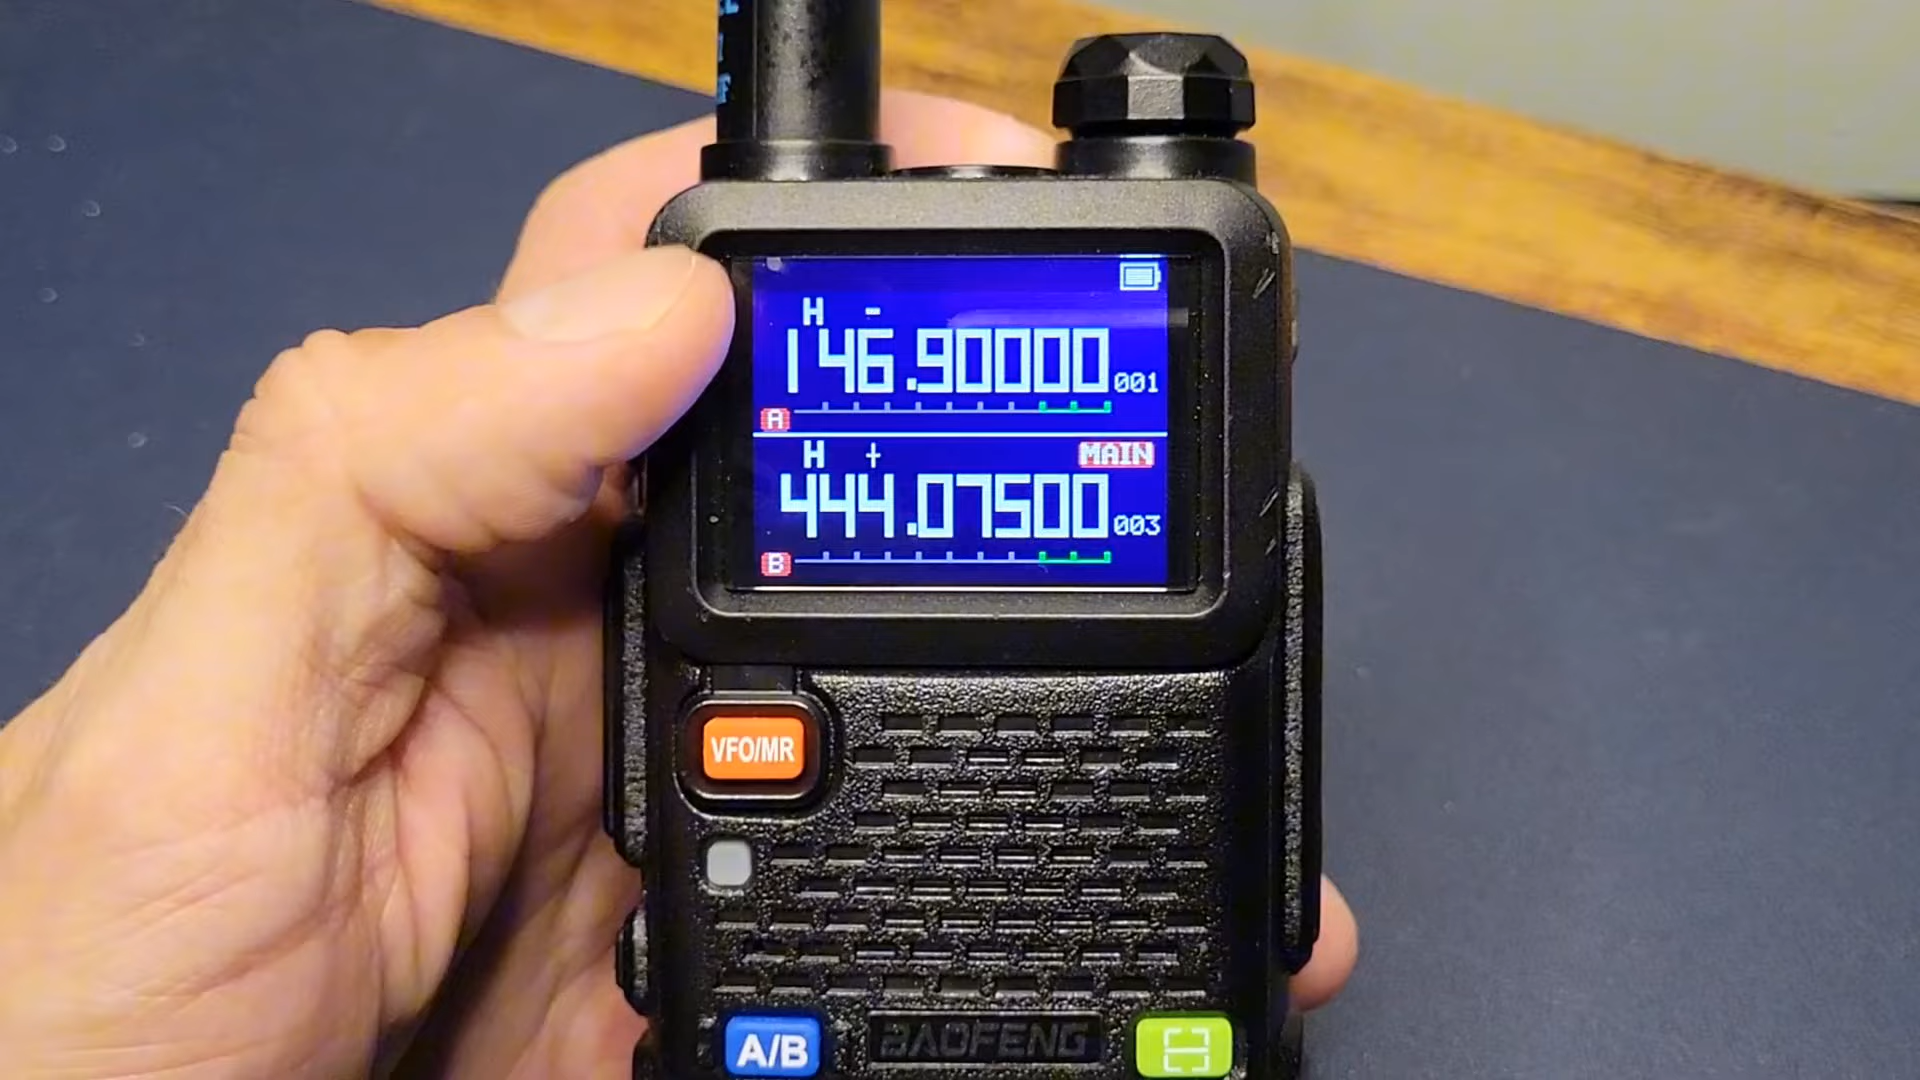 H -
146.90000 001
A
H + MAIN
444.07500 003
B
VFO/MR
A/B
BAOFENG